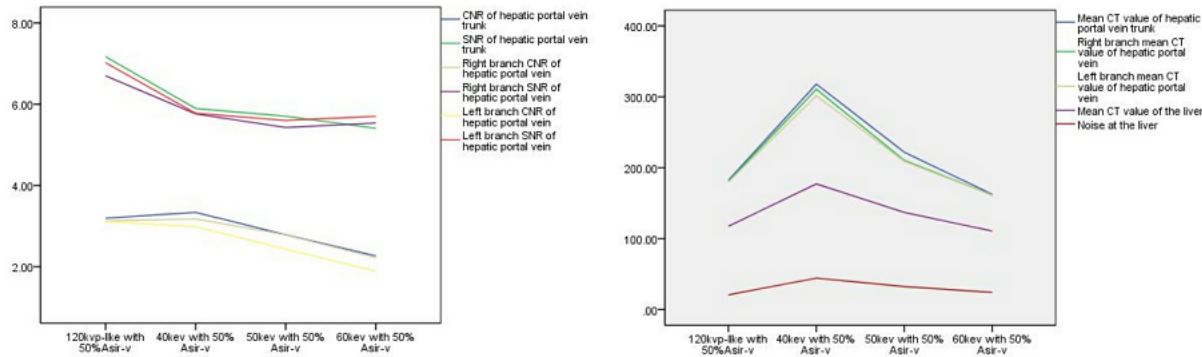 8.00
6.00
4.00
2.00
120kvp-like with
50%Asir-v
40kev with 50%
Asir-v
50kev with 50%
Asir-v
60kev with 50%
Asir-v
CNR of hepatic portal vein
trunk
SNR of hepatic portal vein
trunk
Right branch CNR of
hepatic portal vein
Right branch SNR of
hepatic portal vein
Left branch CNR of
hepatic portal vein
Left branch SNR of
hepatic portal vein
400.00
300.00
200.00
100.00
.00
120kvp-like with
50%Asir-v
40kev with 50%
Asir-v
50kev with 50%
Asir-v
60kev with 50%
Asir-v
Mean CT value of hepatic
portal vein trunk
Right branch mean CT
value of hepatic portal
vein
Left branch mean CT
value of hepatic portal
vein
Mean CT value of the liver
Noise at the liver